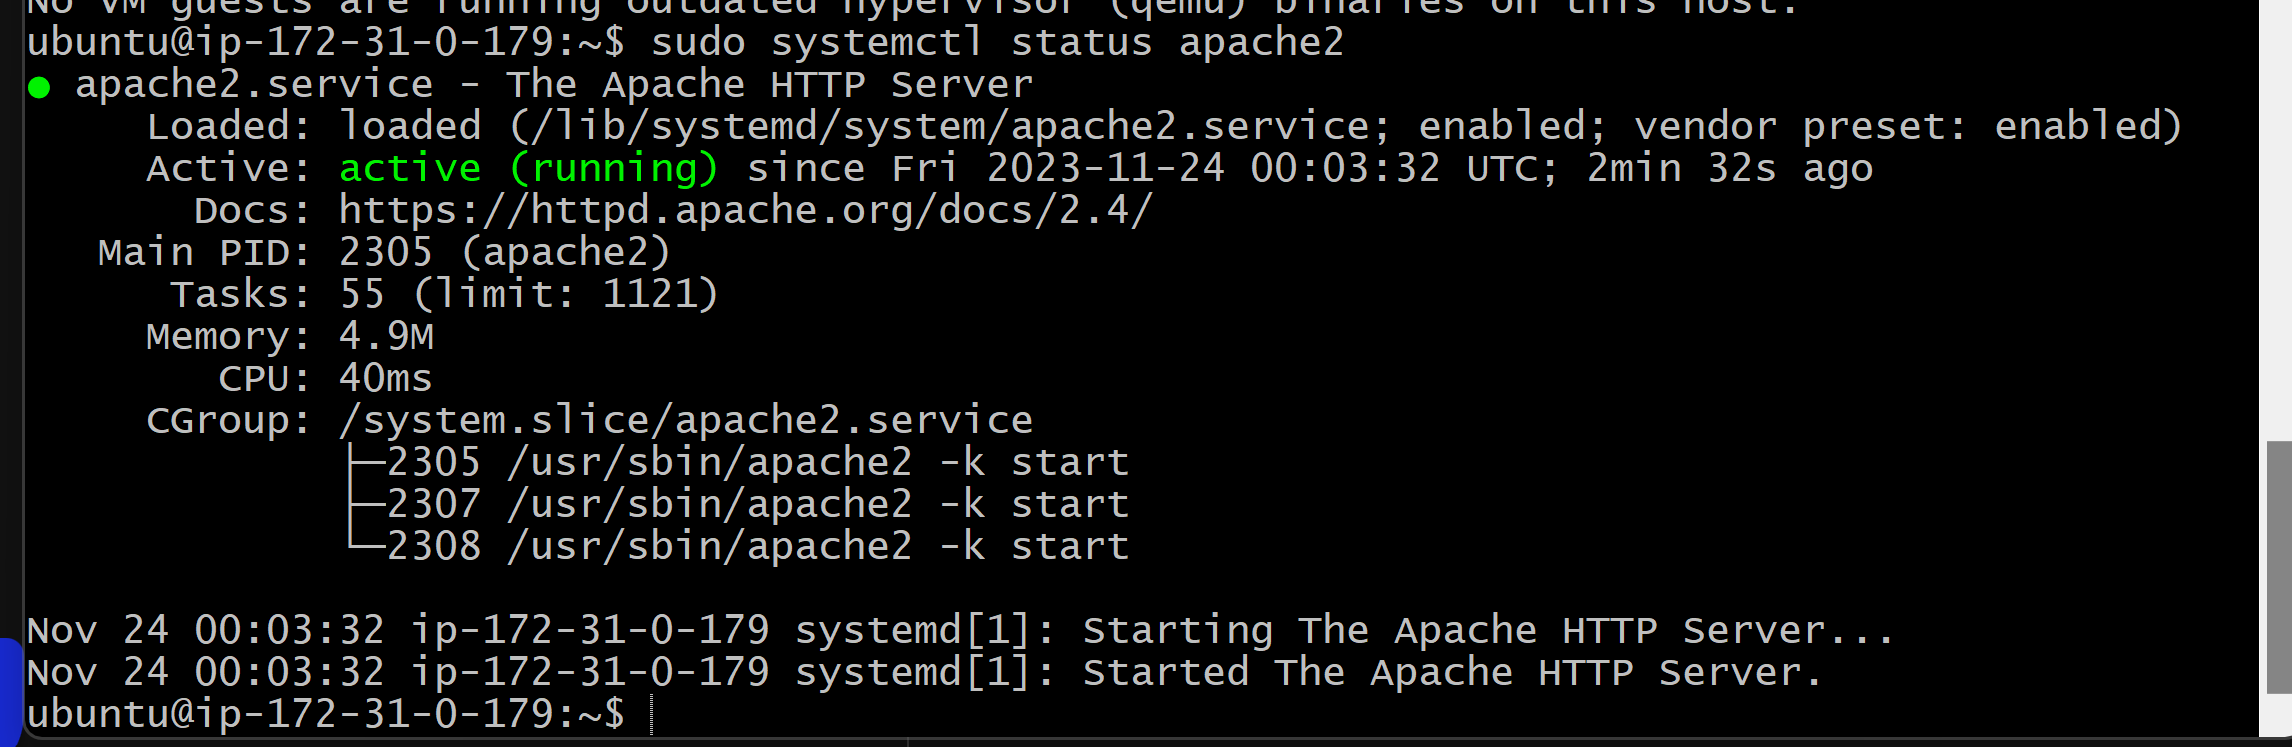 No VM guests are running outdated hypervisor (qemu) binaries on this host.
ubuntu@ip-172-31-0-179:~$ sudo systemctl status apache2
● apache2.service - The Apache HTTP Server
     Loaded: loaded (/lib/systemd/system/apache2.service; enabled; vendor preset: enabled)
     Active: active (running) since Fri 2023-11-24 00:03:32 UTC; 2min 32s ago
       Docs: https://httpd.apache.org/docs/2.4/
   Main PID: 2305 (apache2)
      Tasks: 55 (limit: 1121)
     Memory: 4.9M
        CPU: 40ms
     CGroup: /system.slice/apache2.service
             ├─2305 /usr/sbin/apache2 -k start
             ├─2307 /usr/sbin/apache2 -k start
             └─2308 /usr/sbin/apache2 -k start

Nov 24 00:03:32 ip-172-31-0-179 systemd[1]: Starting The Apache HTTP Server...
Nov 24 00:03:32 ip-172-31-0-179 systemd[1]: Started The Apache HTTP Server.
ubuntu@ip-172-31-0-179:~$